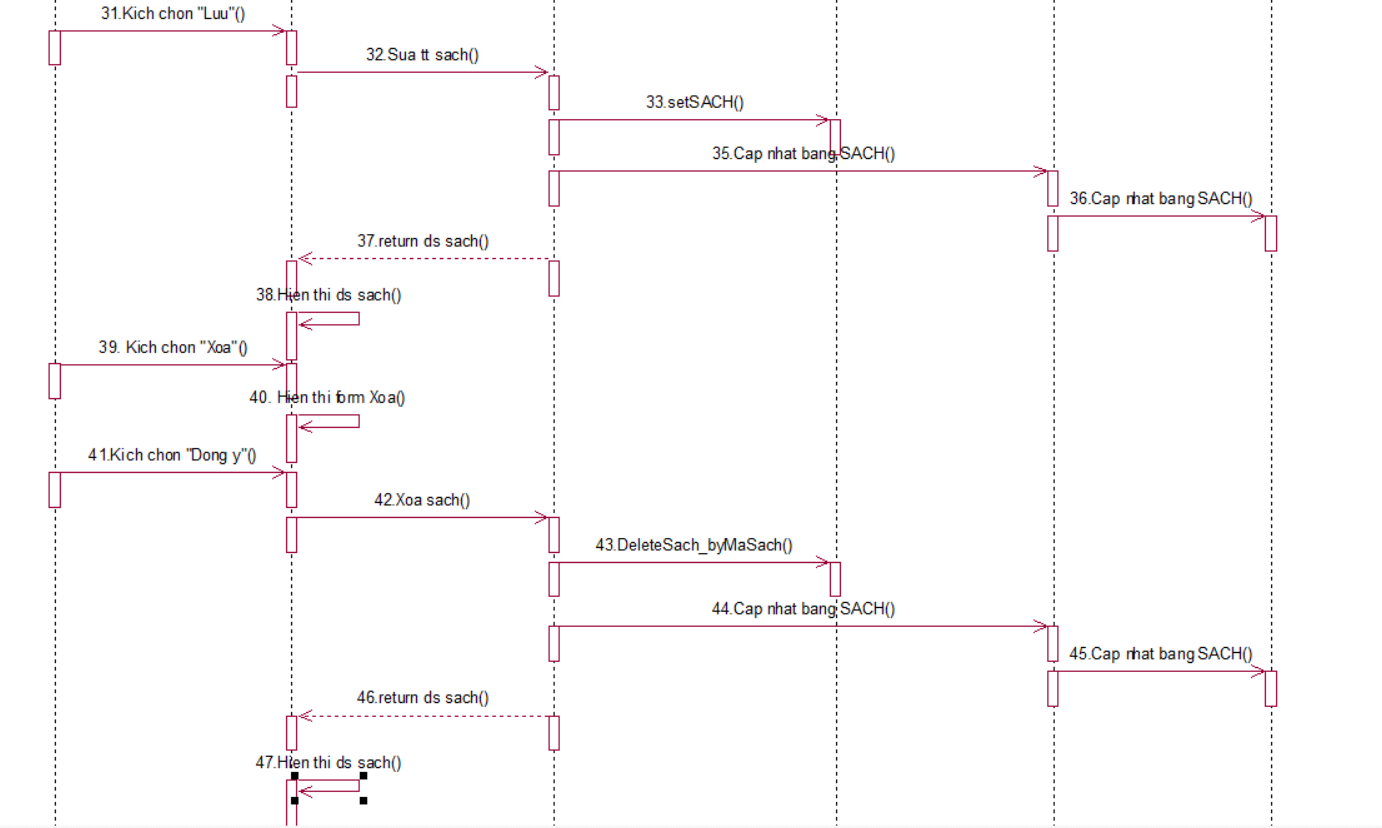 31.Kich chon "Luu"()
32.Sua tt sach()
33.setSACH()
35.Cap nhat bang SACH()
36.Cap nhat bang SACH()
37.return ds sach()
38.Hien thi ds sach()
39. Kich chon "Xoa"()
40. Hien thi form Xoa()
41.Kich chon "Dong y"()
42.Xoa sach()
43.DeleteSach_byMaSach()
44.Cap nhat bang SACH()
45.Cap nhat bang SACH()
46.return ds sach()
47.Hien thi ds sach()